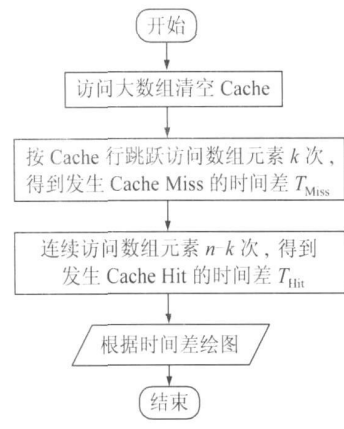 开始
访问大数组清空 Cache
按 Cache 行跳跃访问数组元素 k 次,
得到发生 Cache Miss 的时间差 T_Miss
连续访问数组元素 n-k 次, 得到
发生 Cache Hit 的时间差 T_Hit
根据时间差绘图
结束